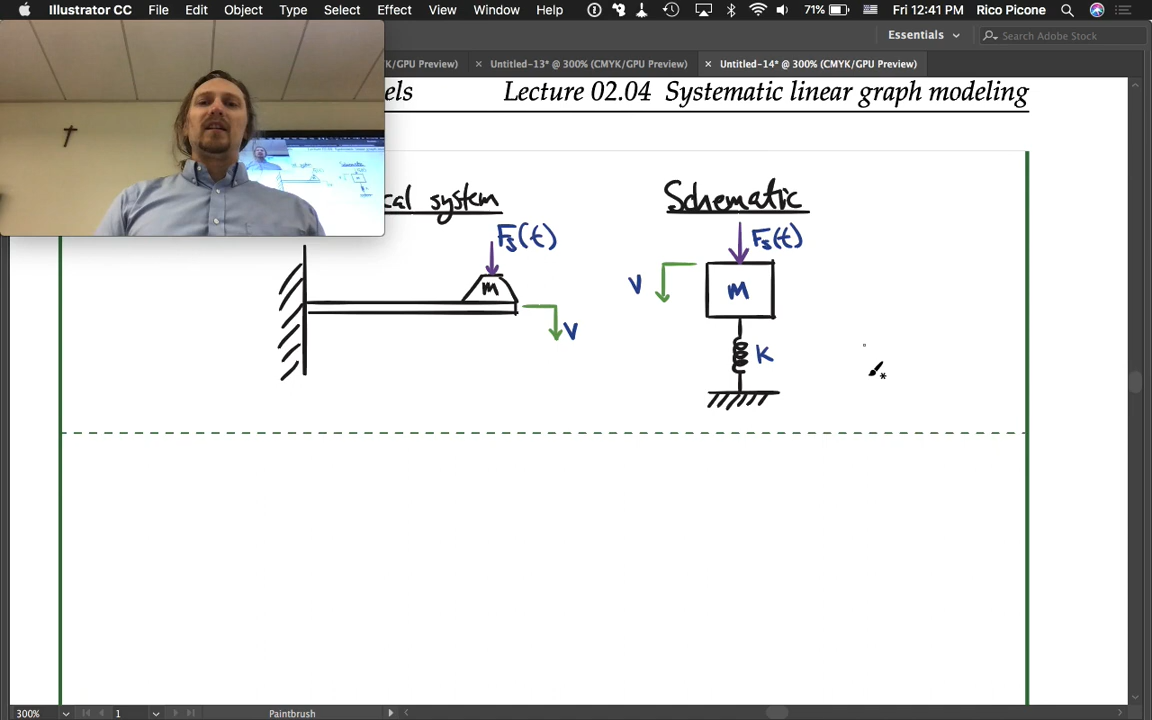 Illustrator CC File Edit Object Type Select Effect View Window Help 71% Fri 12:41 PM Rico Picone
Essentials Search Adobe Stock
K/GPU Preview) × Untitled-13* @ 300% (CMYK/GPU Preview) × Untitled-14* @ 300% (CMYK/GPU Preview)
els Lecture 02.04 Systematic linear graph modeling
cal system Schematic
Fs(t) Fs(t)
m v m
v K
300% 1 Paintbrush